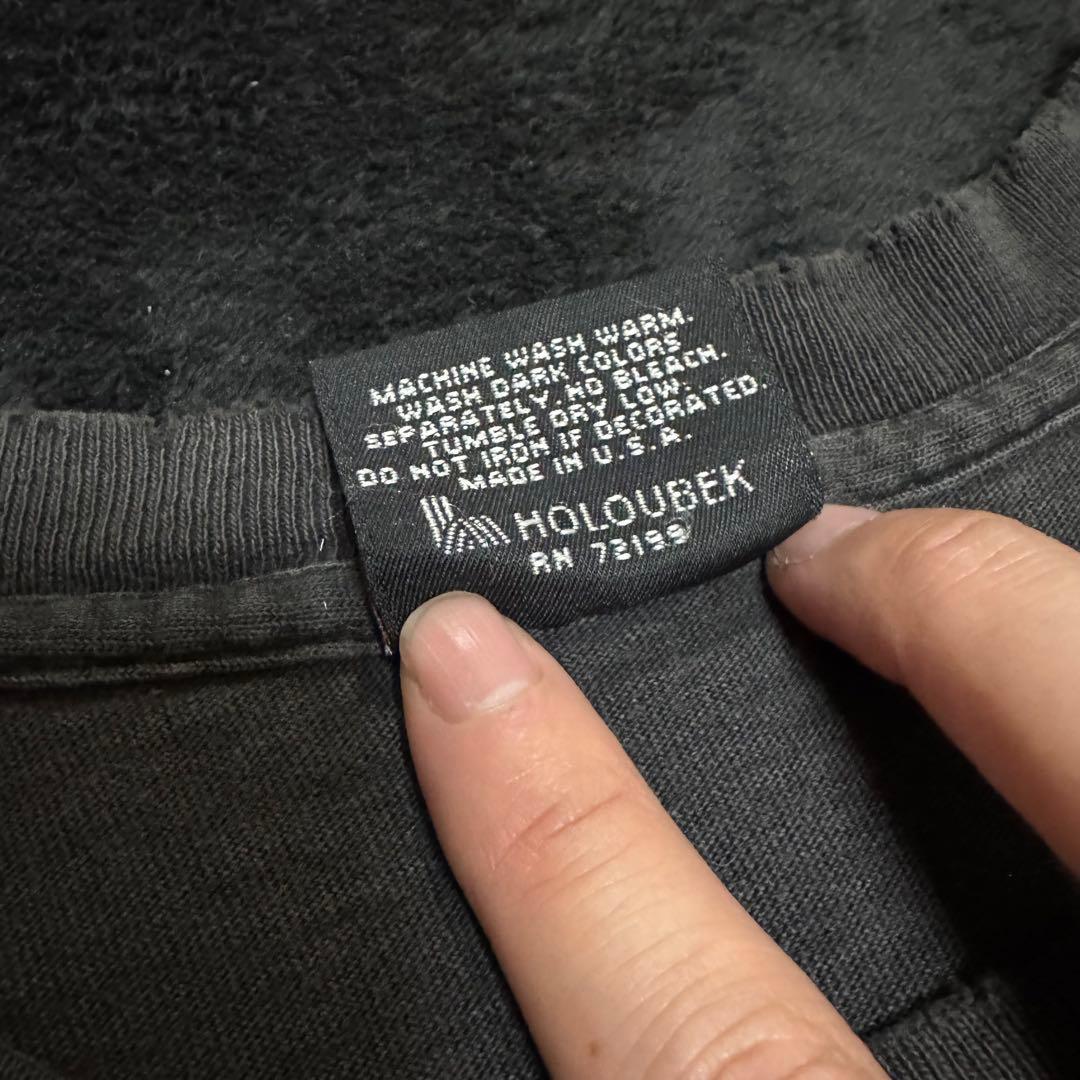 MACHINE WASH WARM.
WASH DARK COLORS
SEPARATELY. NO BLEACH.
TUMBLE DRY LOW.
DO NOT IRON IF DECORATED.
MADE IN U.S.A.
HOLOUBEK
RN 72199